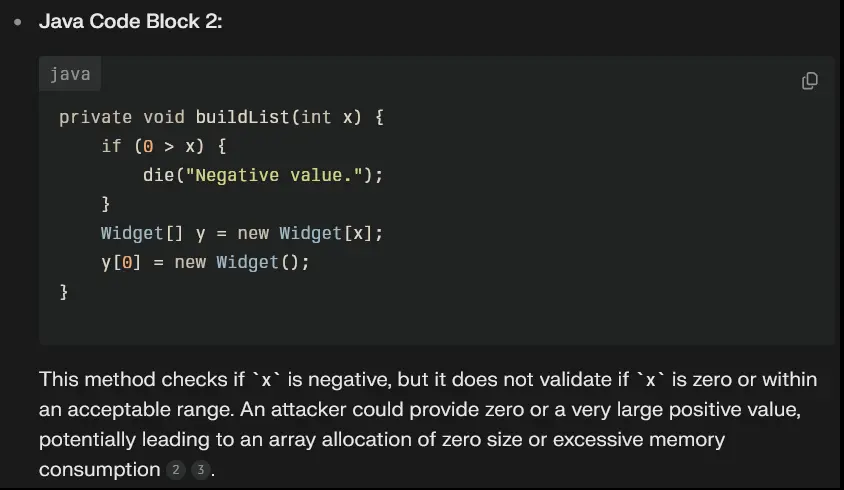 • Java Code Block 2:
java
private void buildList(int x) {
    if (0 > x) {
        die("Negative value.");
    }
    Widget[] y = new Widget[x];
    y[0] = new Widget();
}
This method checks if `x` is negative, but it does not validate if `x` is zero or within
an acceptable range. An attacker could provide zero or a very large positive value,
potentially leading to an array allocation of zero size or excessive memory
consumption 2 3.